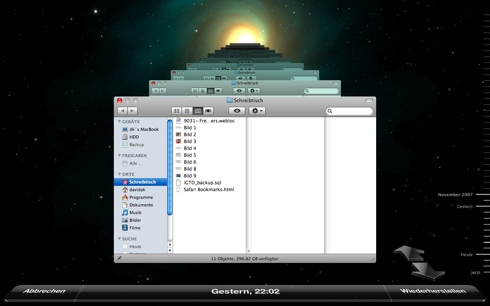 Schreibtisch
GERÄTE
dk´s MacBook
HDD
Backup
FREIGABEN
Alle ...
ORTE
Schreibtisch
davidak
Programme
Dokumente
Musik
Bilder
Filme
SUCHE
Heute
9031- Fre...ers.webloc
Bild 1
Bild 2
Bild 3
Bild 4
Bild 5
Bild 6
Bild 8
Bild 9
iGTD_backup.sql
Safari Bookmarks.html
11 Objekte, 396,82 GB verfügbar
November 2007
Gestern
Heute
Jetzt
Abbrechen
Gestern, 22:02
Wiederherstellen